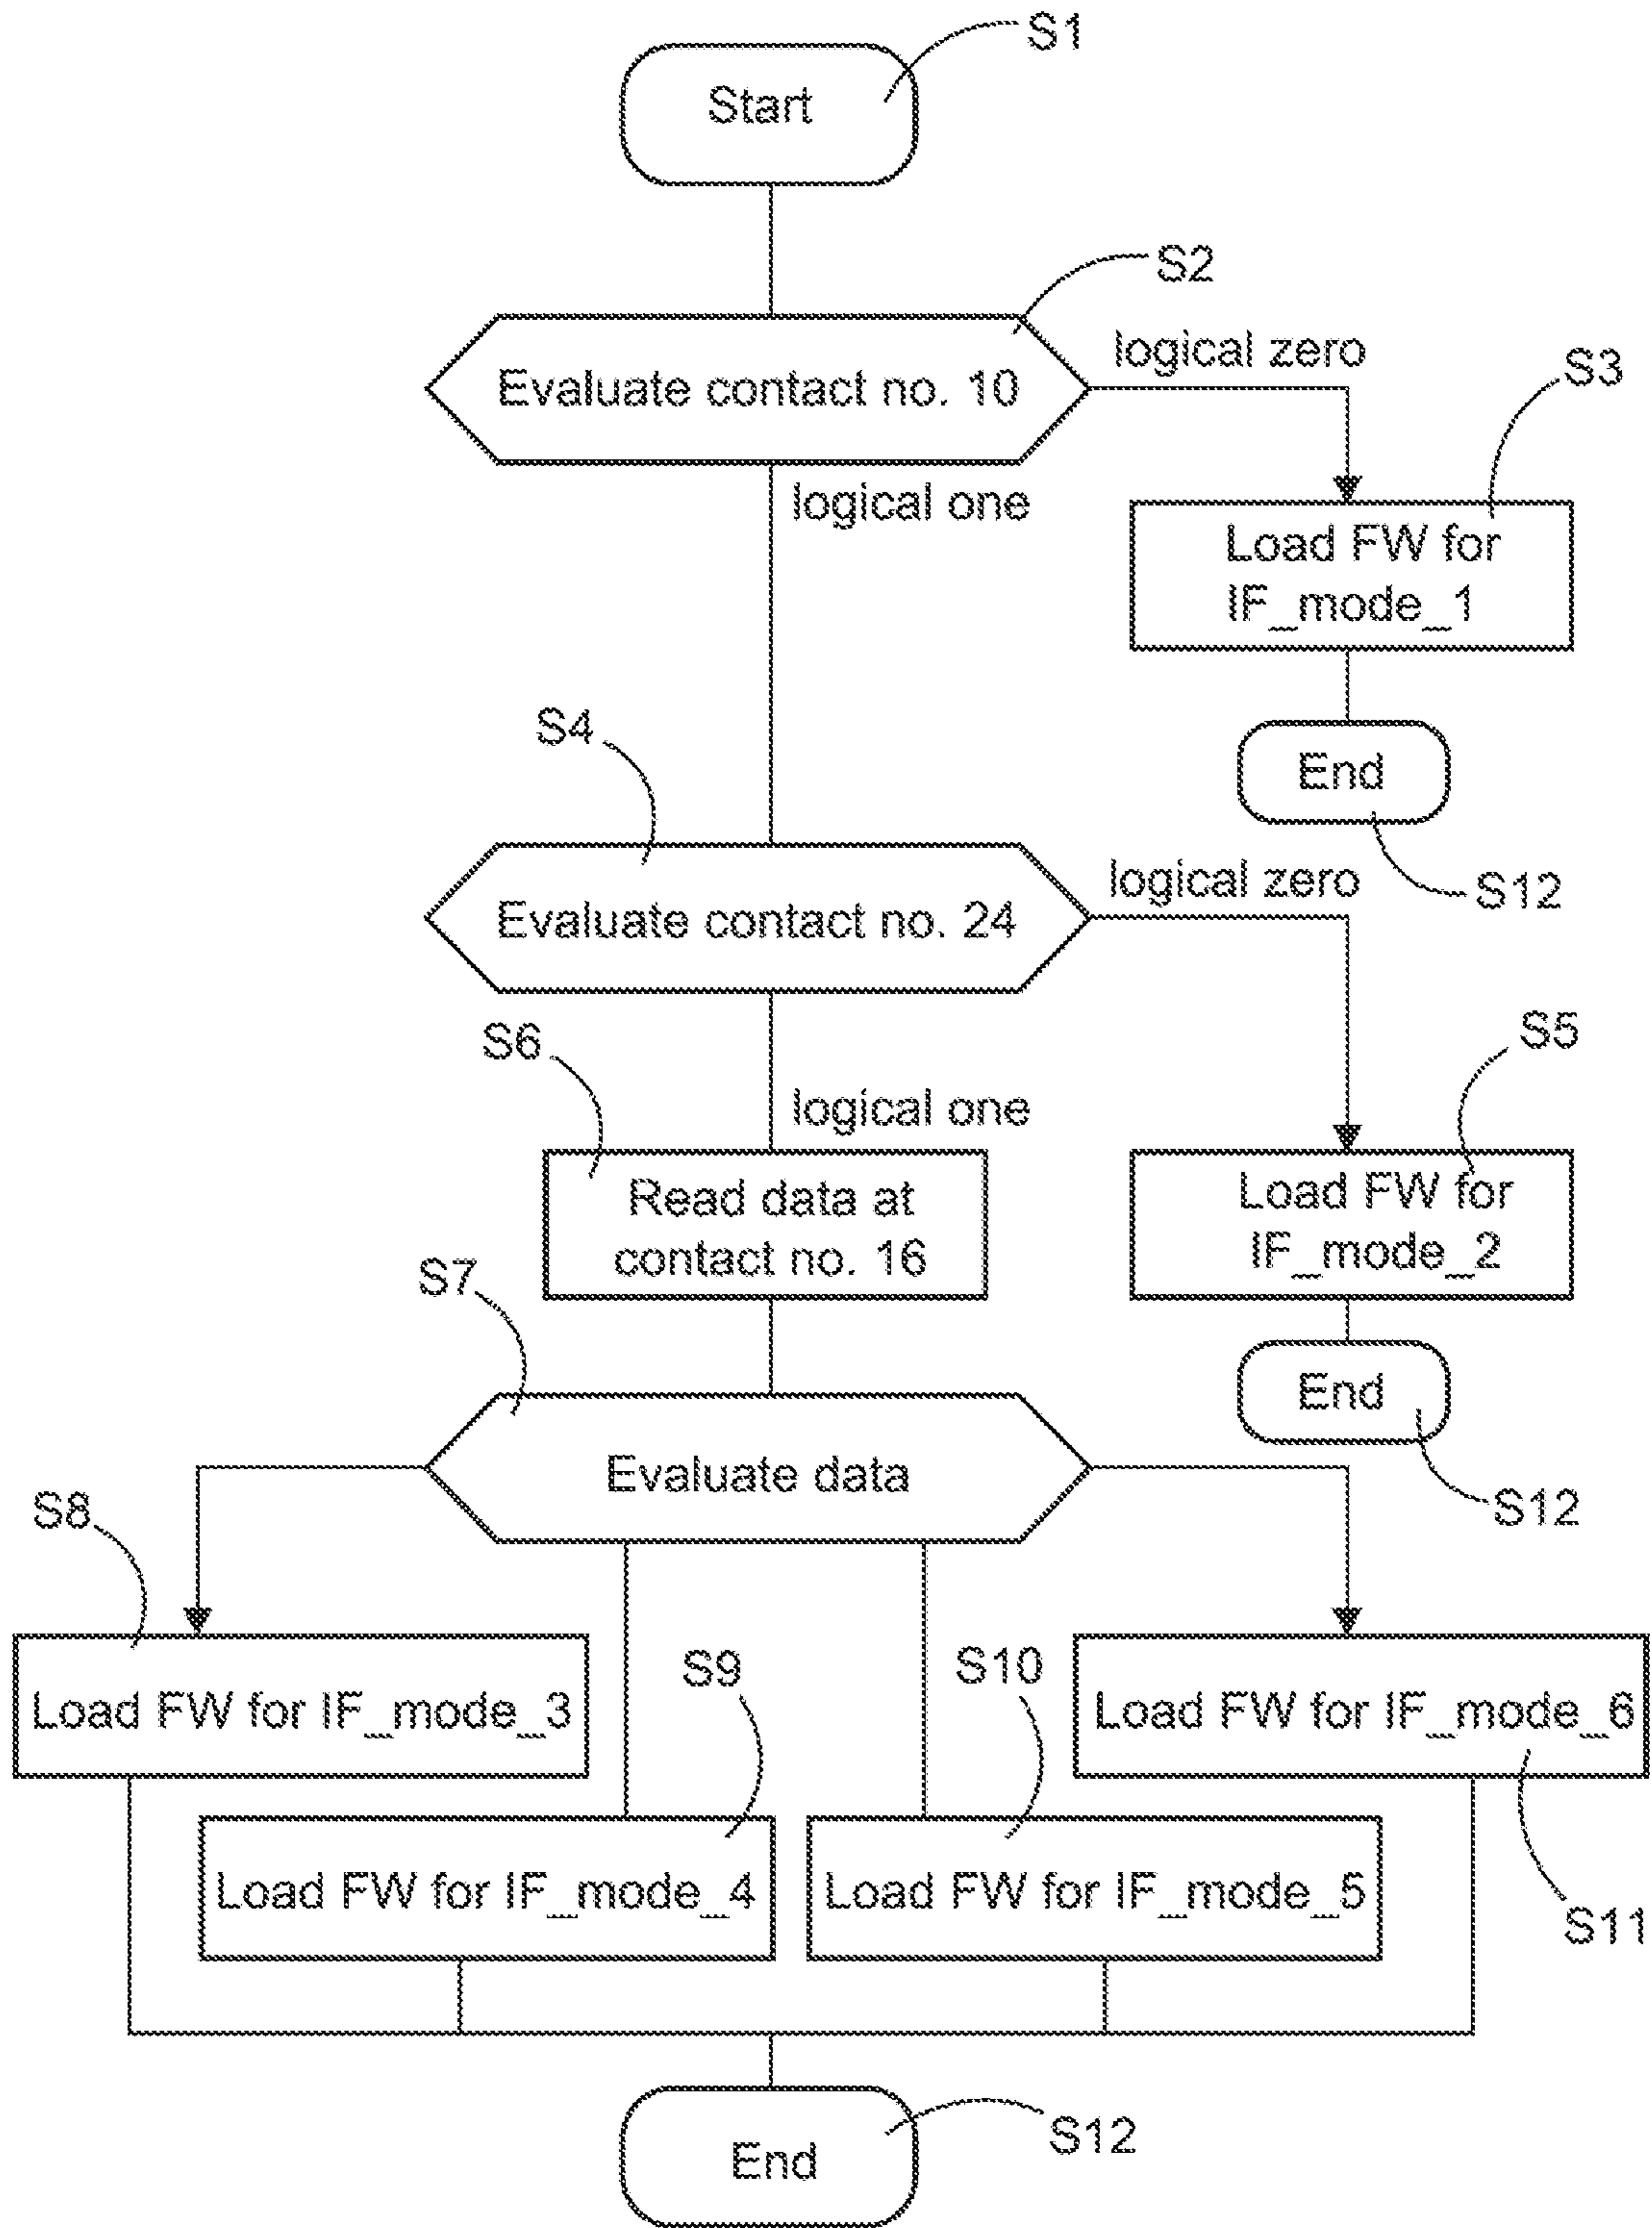 S1
Start
S2
logical zero
Evaluate contact no. 10
S3
logical one
Load FW for
IF_mode_1
S4
End
logical zero
S12
Evaluate contact no. 24
S6
S5
logical one
Read data at
contact no. 16
Load FW for
IF_mode_2
S7
End
Evaluate data
S8
S12
S9
S10
Load FW for IF_mode_3
Load FW for IF_mode_6
Load FW for IF_mode_4
Load FW for IF_mode_5
S11
S12
End